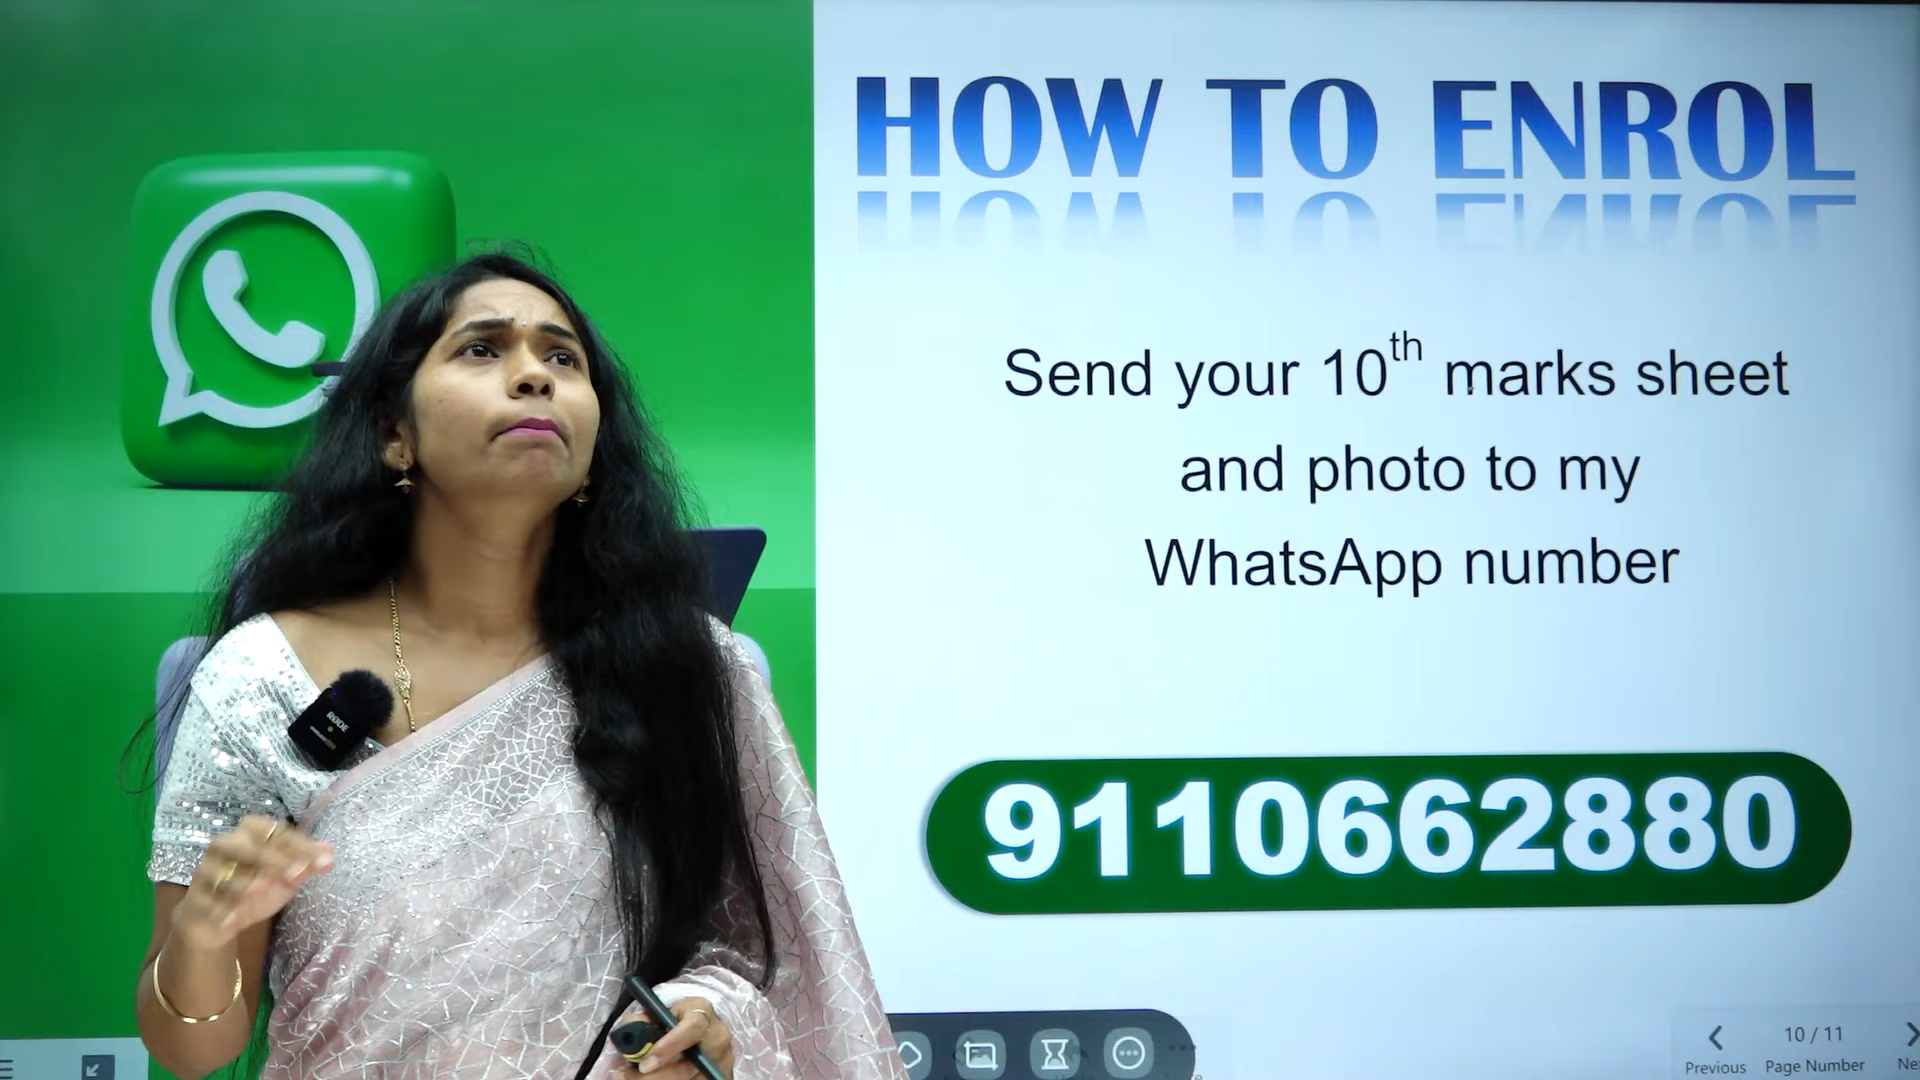 HOW TO ENROL
Send your 10th marks sheet
and photo to my
WhatsApp number
9110662880
RØDE
10 / 11
Previous
Page Number